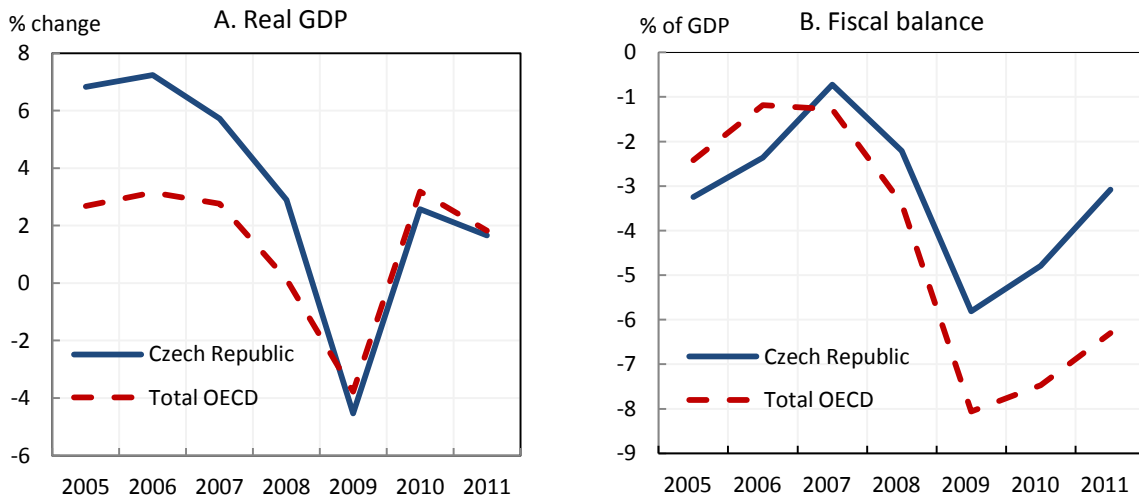 A. Real GDP
% change
8
6
4
2
0
-2
-4
-6
Czech Republic
Total OECD
2005 2006 2007 2008 2009 2010 2011
B. Fiscal balance
% of GDP
0
-1
-2
-3
-4
-5
-6
-7
-8
-9
Czech Republic
Total OECD
2005 2006 2007 2008 2009 2010 2011